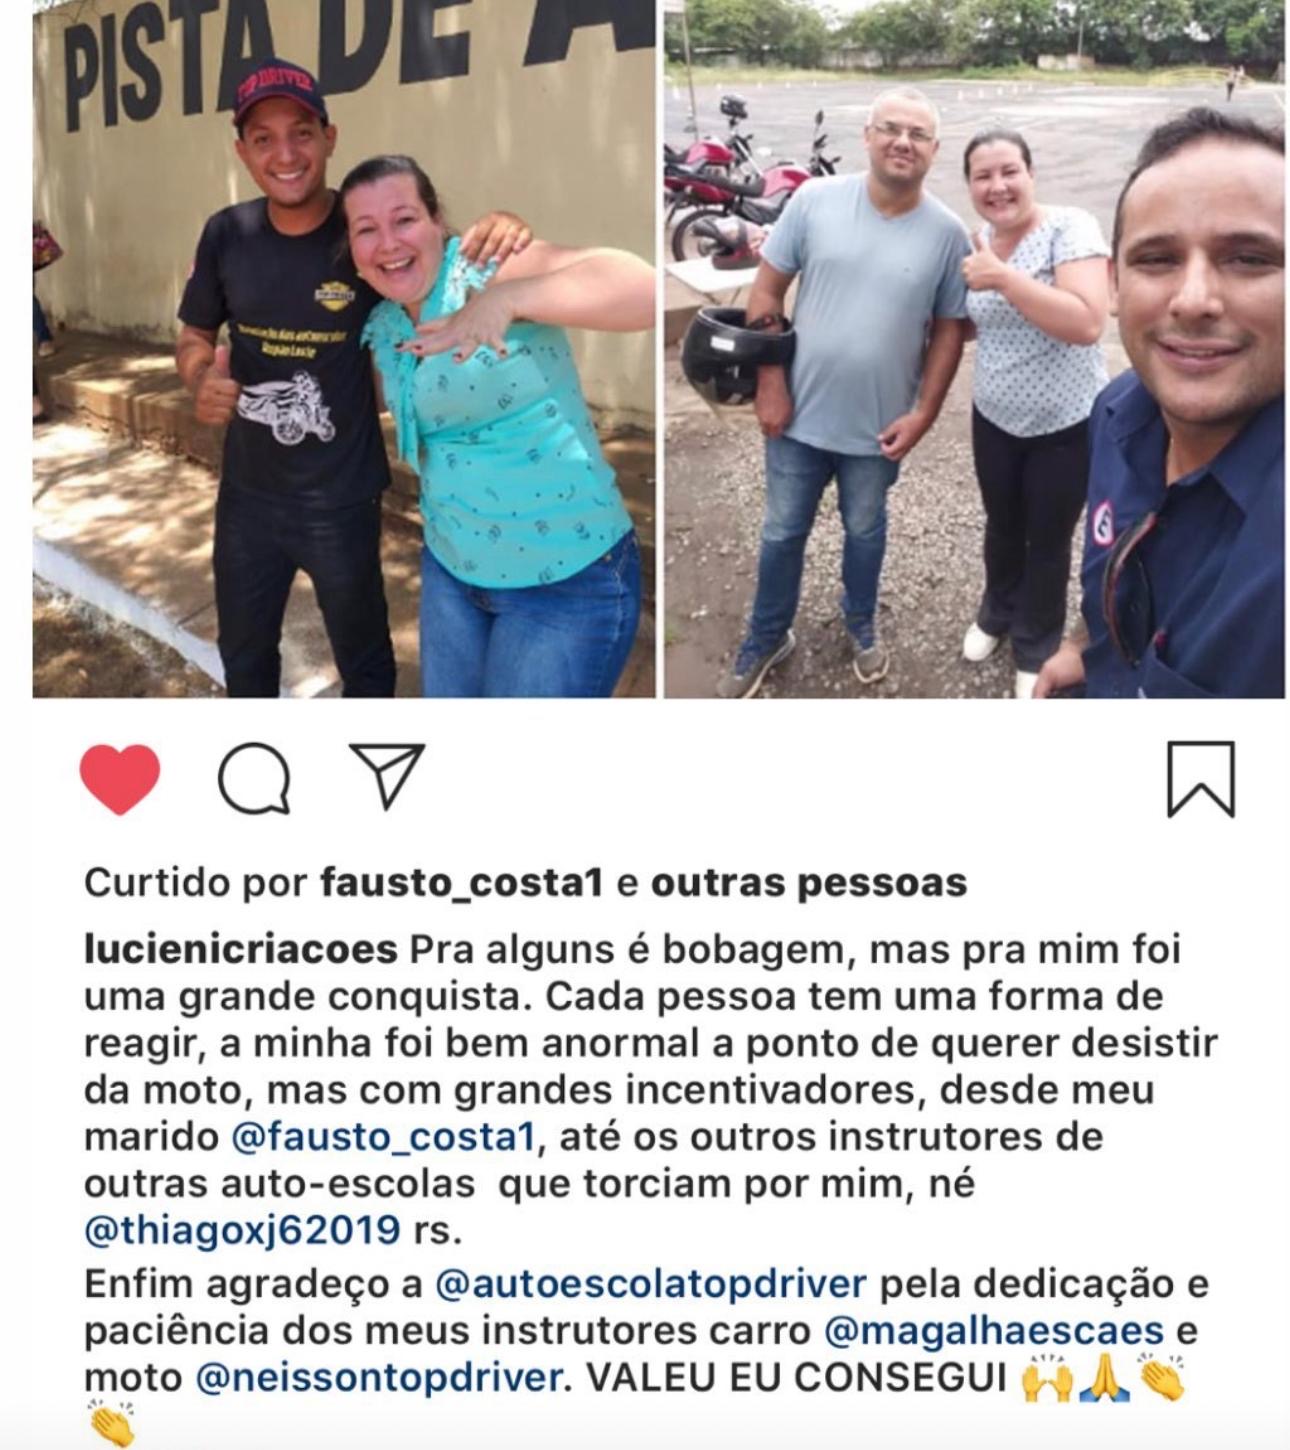 PISTA DE A
TOP DRIVER
Curtido por fausto_costa1 e outras pessoas
lucienicriacoes Pra alguns é bobagem, mas pra mim foi
uma grande conquista. Cada pessoa tem uma forma de
reagir, a minha foi bem anormal a ponto de querer desistir
da moto, mas com grandes incentivadores, desde meu
marido @fausto_costa1, até os outros instrutores de
outras auto-escolas  que torciam por mim, né
@thiagoxj62019 rs.
Enfim agradeço a @autoescolatopdriver pela dedicação e
paciência dos meus instrutores carro @magalhaescaes e
moto @neissontopdriver. VALEU EU CONSEGUI 🙌🙏👏
👏